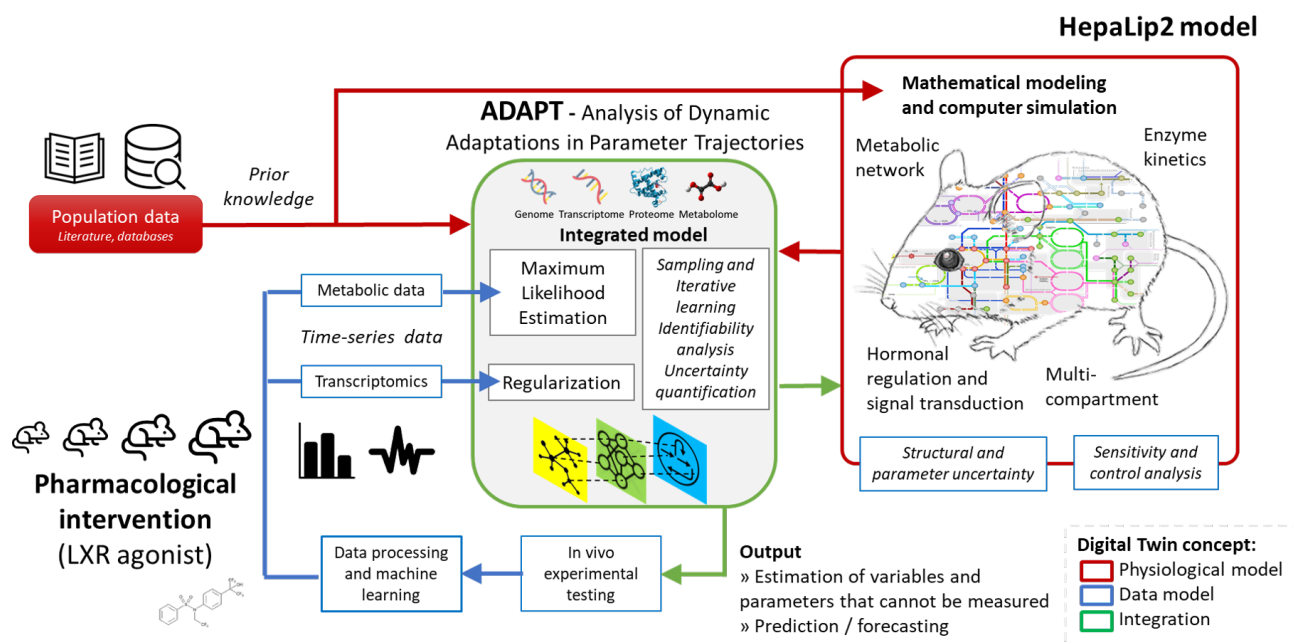 HepaLip2 model
Mathematical modeling
and computer simulation
Metabolic
network
Enzyme
kinetics
Hormonal
regulation and
signal transduction
Multi-
compartment
Structural and
parameter uncertainty
Sensitivity and
control analysis
ADAPT - Analysis of Dynamic
Adaptations in Parameter Trajectories
Prior
knowledge
Population data
Literature, databases
Genome
Transcriptome
Proteome
Metabolome
Integrated model
Maximum
Likelihood
Estimation
Regularization
Sampling and
Iterative
learning
Identifiability
analysis
Uncertainty
quantification
Metabolic data
Time-series data
Transcriptomics
Pharmacological
intervention
(LXR agonist)
Data processing
and machine
learning
In vivo
experimental
testing
Output
» Estimation of variables and
parameters that cannot be measured
» Prediction / forecasting
Digital Twin concept:
Physiological model
Data model
Integration